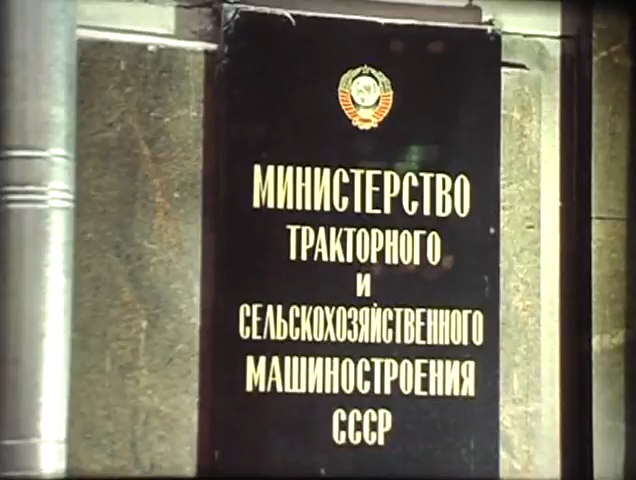 МИНИСТЕРСТВО
ТРАКТОРНОГО
И
СЕЛЬСКОХОЗЯЙСТВЕННОГО
МАШИНОСТРОЕНИЯ
СССР